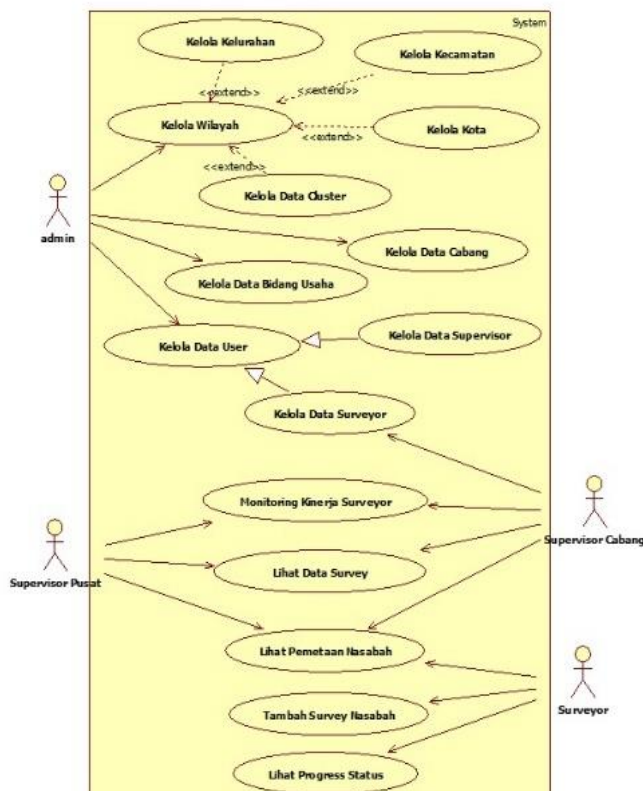 System
Kelola Kelurahan
Kelola Kecamatan
<<extend>>
<<extend>>
Kelola Wilayah
<<extend>>
Kelola Kota
<<extend>>
Kelola Data Cluster
admin
Kelola Data Cabang
Kelola Data Bidang Usaha
Kelola Data User
Kelola Data Supervisor
Kelola Data Surveyor
Monitoring Kinerja Surveyor
Supervisor Cabang
Supervisor Pusat
Lihat Data Survey
Lihat Pemetaan Nasabah
Surveyor
Tambah Survey Nasabah
Lihat Progress Status